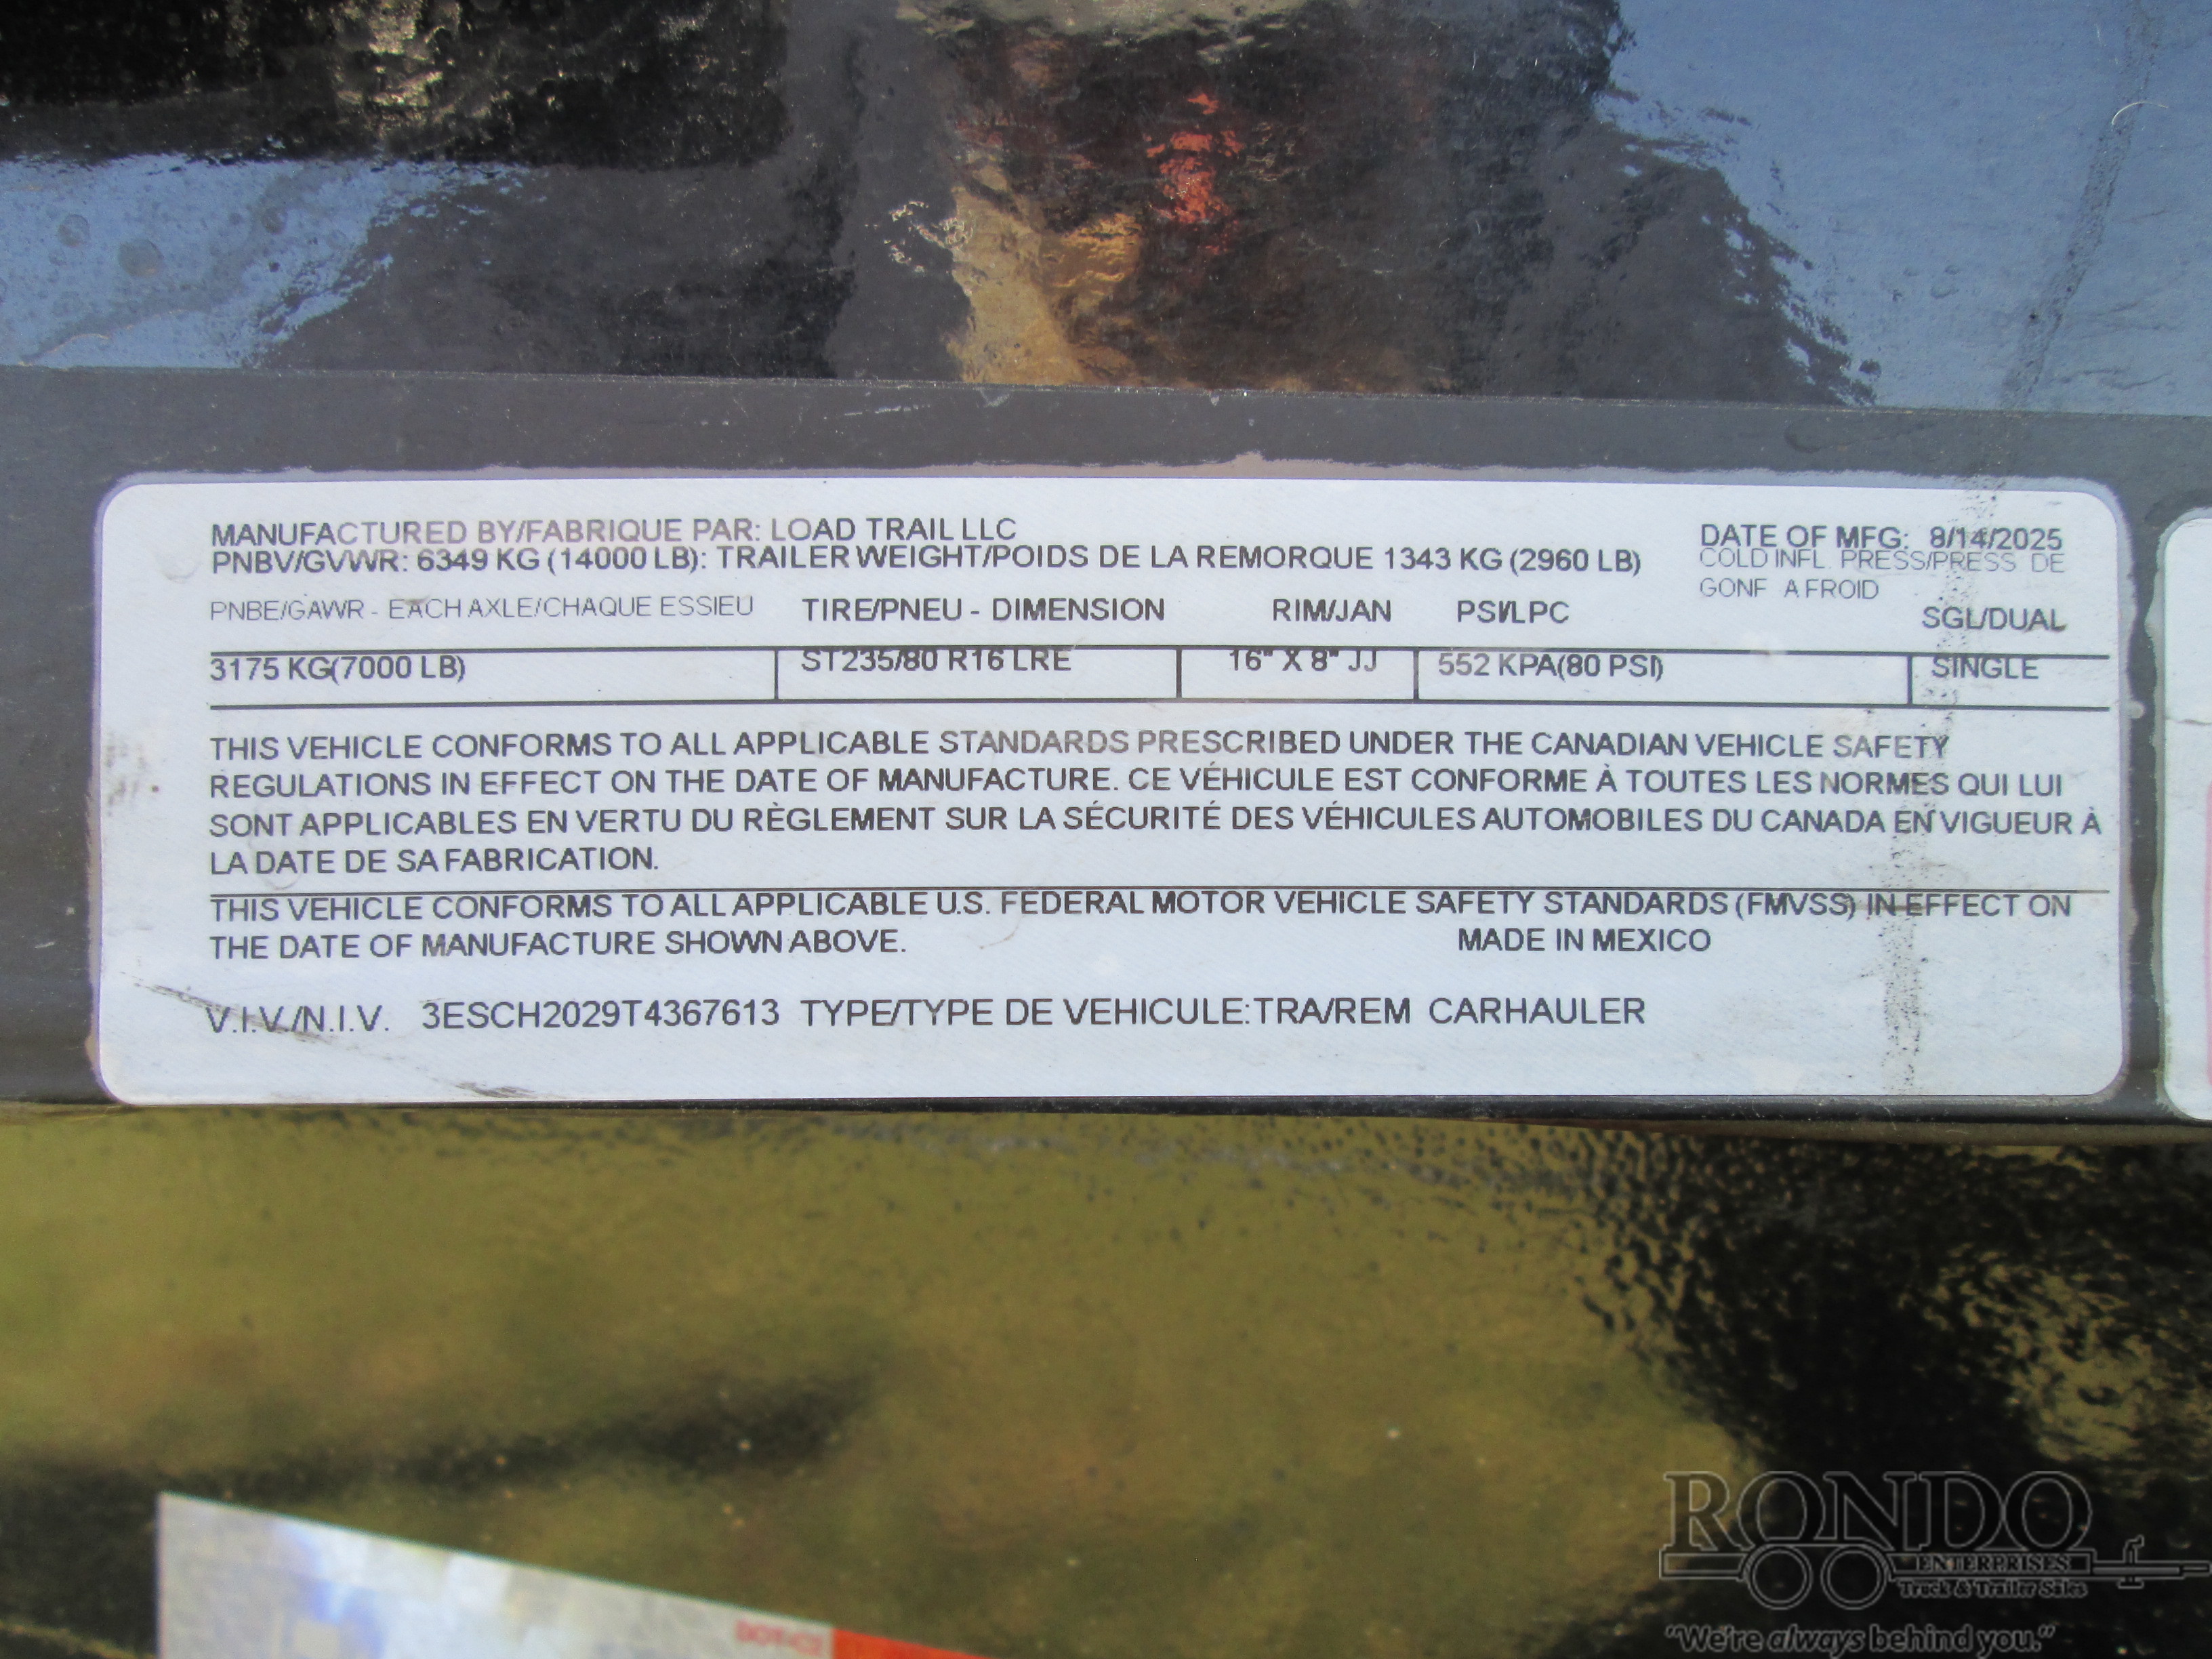 MANUFACTURED BY/FABRIQUE PAR: LOAD TRAIL LLC
DATE OF MFG: 8/14/2025
PNBV/GVWR: 6349 KG (14000 LB): TRAILER WEIGHT/POIDS DE LA REMORQUE 1343 KG (2960 LB)
COLD INFL. PRESS/PRESS DE
GONF A FROID
PNBE/GAWR - EACH AXLE/CHAQUE ESSIEU TIRE/PNEU - DIMENSION RIM/JAN PSI/LPC SGL/DUAL
3175 KG(7000 LB) ST235/80 R16 LRE 16" X 8" JJ 552 KPA(80 PSI) SINGLE
THIS VEHICLE CONFORMS TO ALL APPLICABLE STANDARDS PRESCRIBED UNDER THE CANADIAN VEHICLE SAFETY
REGULATIONS IN EFFECT ON THE DATE OF MANUFACTURE. CE VÉHICULE EST CONFORME À TOUTES LES NORMES QUI LUI
SONT APPLICABLES EN VERTU DU RÈGLEMENT SUR LA SÉCURITÉ DES VÉHICULES AUTOMOBILES DU CANADA EN VIGUEUR À
LA DATE DE SA FABRICATION.
THIS VEHICLE CONFORMS TO ALL APPLICABLE U.S. FEDERAL MOTOR VEHICLE SAFETY STANDARDS (FMVSS) IN EFFECT ON
THE DATE OF MANUFACTURE SHOWN ABOVE. MADE IN MEXICO
V.I.V./N.I.V. 3ESCH2029T4367613 TYPE/TYPE DE VEHICULE:TRA/REM CARHAULER
DOT-C2
RONDO
ENTERPRISES
Truck & Trailer Sales
"We're always behind you."